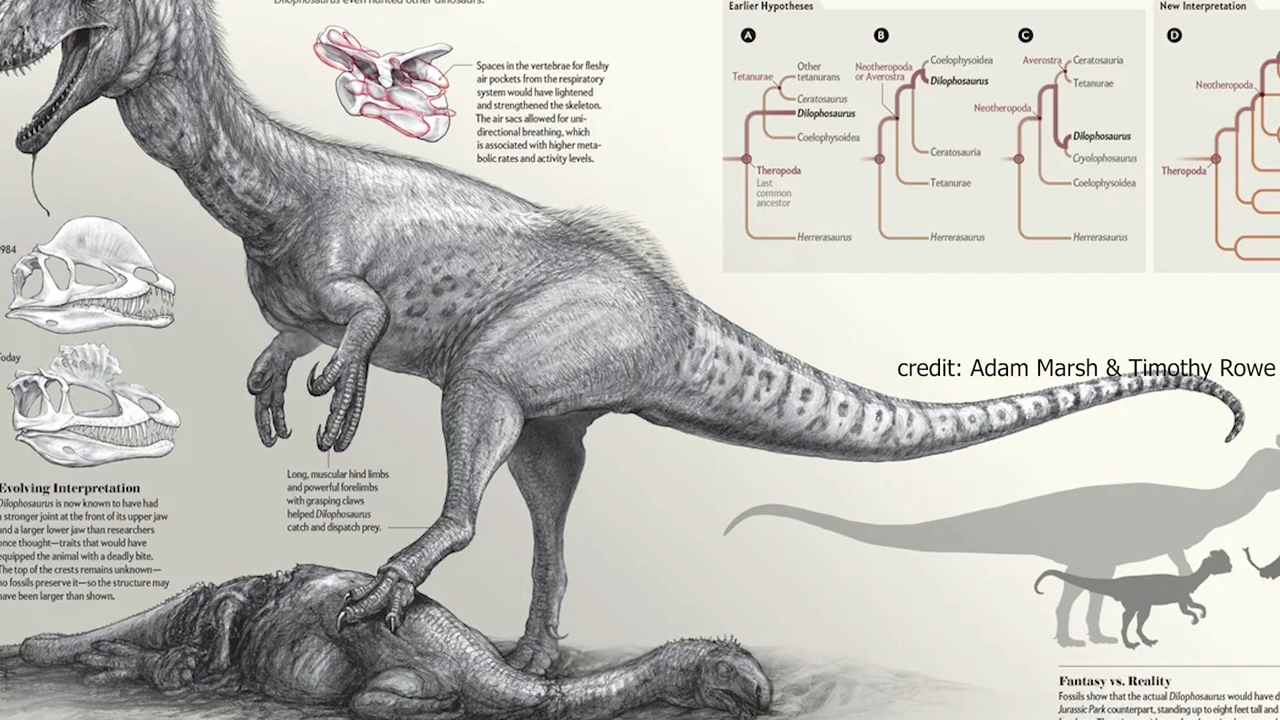 Dilophosaurus even hunted other dinosaurs.
Spaces in the vertebrae for fleshy
air pockets from the respiratory
system would have lightened
and strengthened the skeleton.
The air sacs allowed for uni-
directional breathing, which
is associated with higher meta-
bolic rates and activity levels.
Earlier Hypotheses
A
Tetanurae
Other
tetanurans
Ceratosaurus
Dilophosaurus
Coelophysoidea
Theropoda
Last
common
ancestor
Herrerasaurus
B
Neotheropoda
or Averostra
Coelophysoidea
Dilophosaurus
Ceratosauria
Tetanurae
Herrerasaurus
C
Averostra
Ceratosauria
Tetanurae
Neotheropoda
Dilophosaurus
Cryolophosaurus
Coelophysoidea
Herrerasaurus
New Interpretation
D
Neotheropoda
Theropoda
credit: Adam Marsh & Timothy Rowe
984
Today
Evolving Interpretation
Dilophosaurus is now known to have had
stronger joint at the front of its upper jaw
and a larger lower jaw than researchers
once thought—traits that would have
equipped the animal with a deadly bite.
The top of the crests remains unknown—
no fossils preserve it—so the structure may
have been larger than shown.
Long, muscular hind limbs
and powerful forelimbs
with grasping claws
helped Dilophosaurus
catch and dispatch prey.
Fantasy vs. Reality
Fossils show that the actual Dilophosaurus would have d
Jurassic Park counterpart, standing up to eight feet tall and